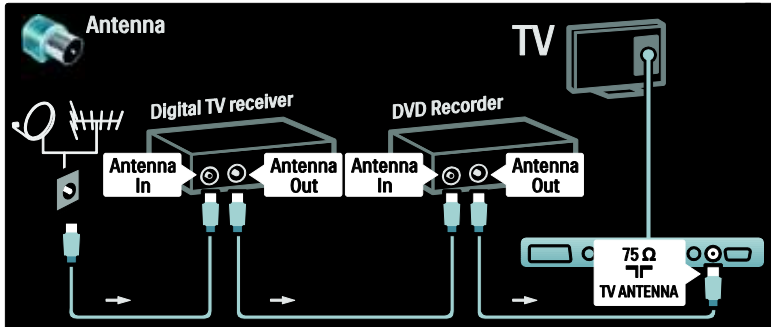 Antenna
TV
Digital TV receiver
DVD Recorder
Antenna
In
Antenna
Out
Antenna
In
Antenna
Out
75 Ω
TV ANTENNA